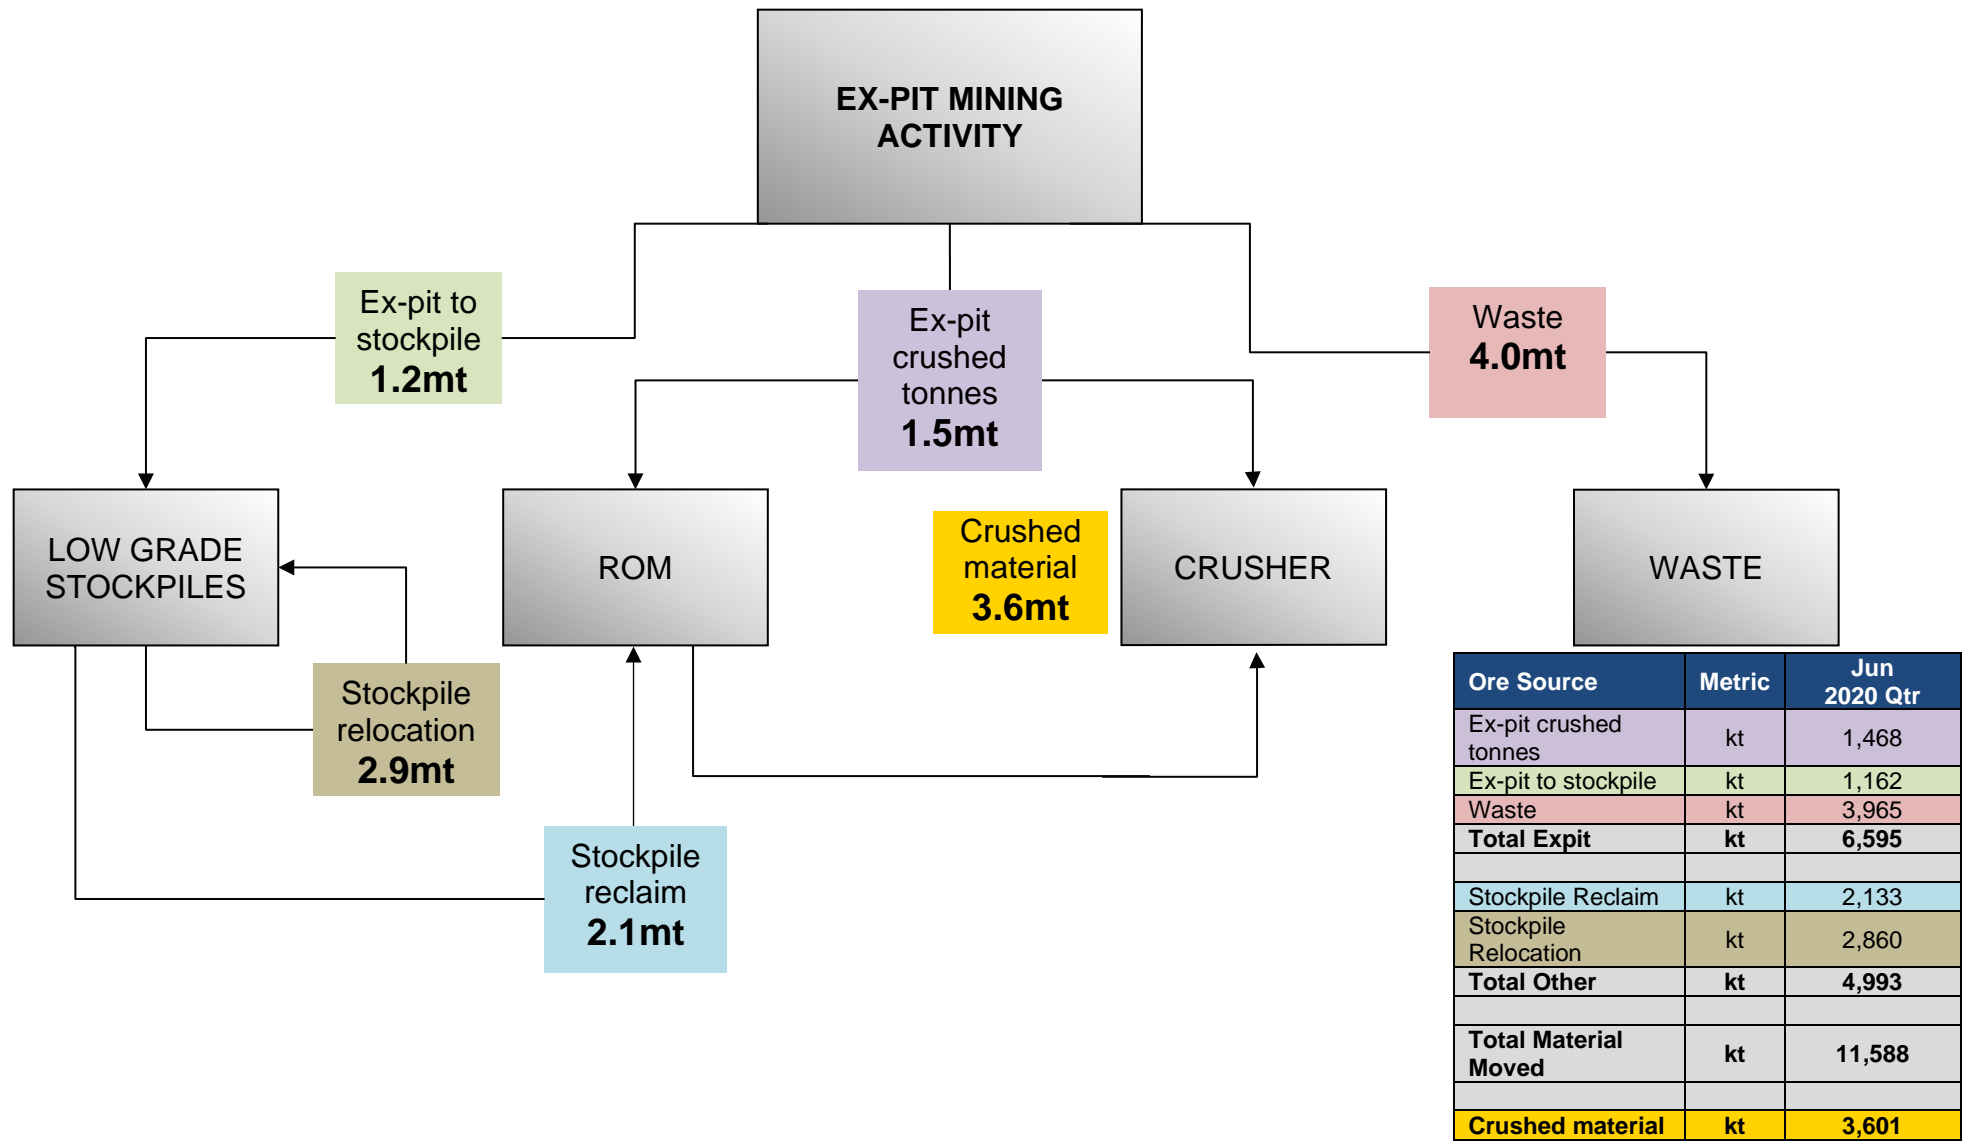 EX-PIT MINING
ACTIVITY
Ex-pit to
stockpile
1.2mt
Ex-pit
crushed
tonnes
1.5mt
Waste
4.0mt
LOW GRADE
STOCKPILES
ROM
Crushed
material
3.6mt
CRUSHER
WASTE
Stockpile
relocation
2.9mt
Stockpile
reclaim
2.1mt
Ore Source Metric Jun
2020 Qtr
Ex-pit crushed
tonnes kt 1,468
Ex-pit to stockpile kt 1,162
Waste kt 3,965
Total Expit kt 6,595
Stockpile Reclaim kt 2,133
Stockpile
Relocation kt 2,860
Total Other kt 4,993
Total Material
Moved kt 11,588
Crushed material kt 3,601